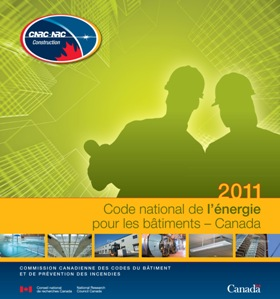 CNRC·NRC
Construction
2011
Code national de l'énergie
pour les bâtiments – Canada
COMMISSION CANADIENNE DES CODES DU BÂTIMENT
ET DE PRÉVENTION DES INCENDIES
Conseil national
de recherches Canada
National Research
Council Canada
Canada